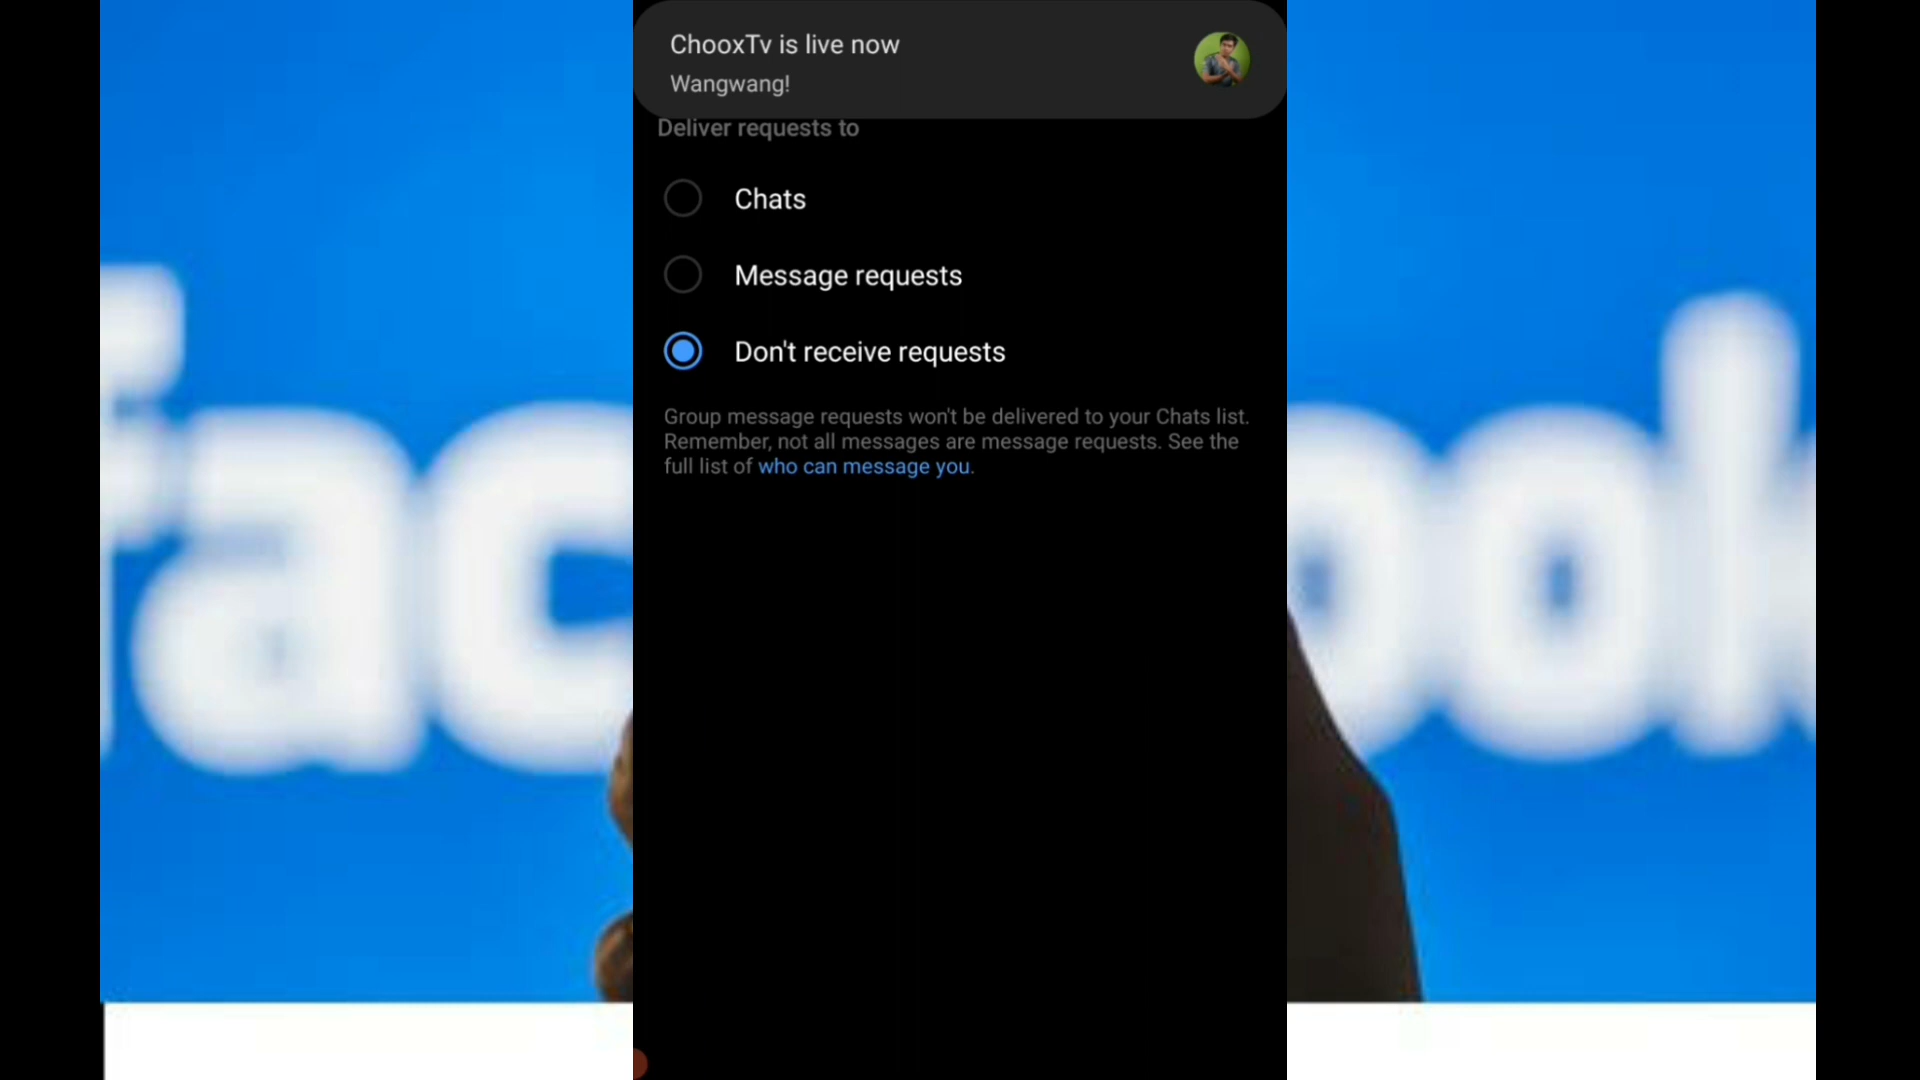 ChooxTv is live now
Wangwang!
Deliver requests to
Chats
Message requests
Don't receive requests
Group message requests won't be delivered to your Chats list.
Remember, not all messages are message requests. See the
full list of who can message you.
fac
ook